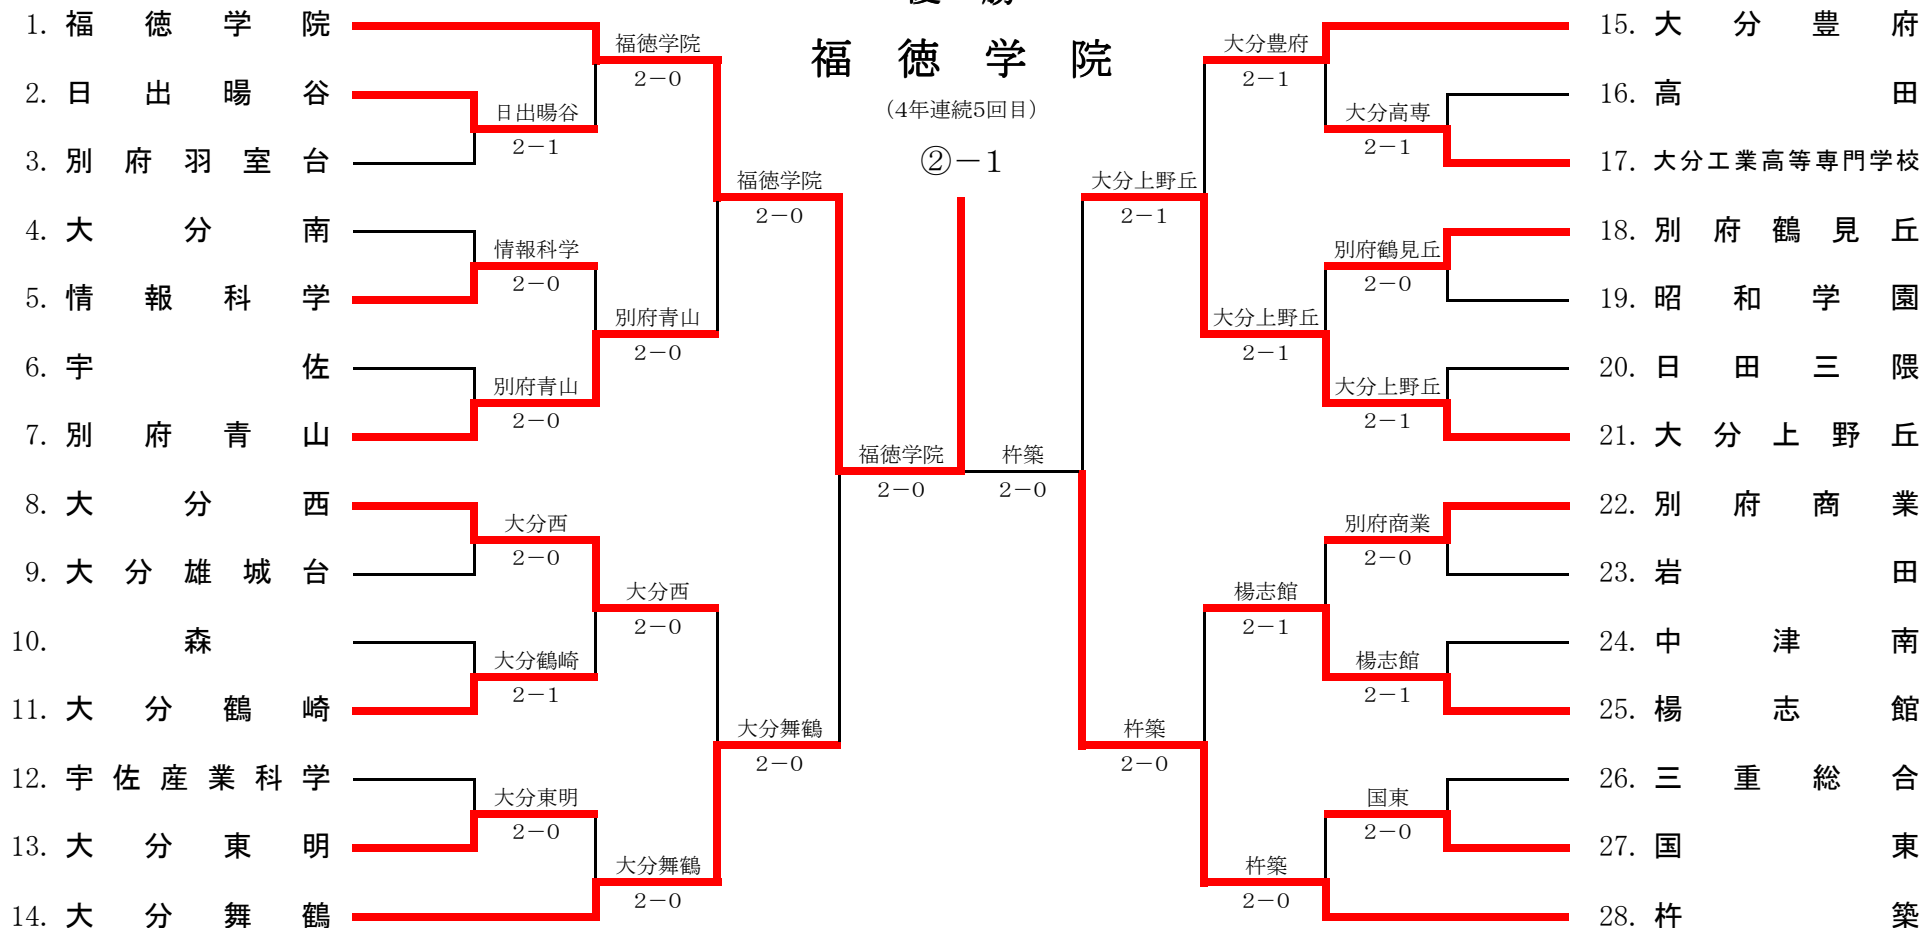 優勝
福徳学院
(4年連続5回目)
②−1
1. 福徳学院
2. 日出暘谷
3. 別府羽室台
4. 大分南
5. 情報科学
6. 宇佐
7. 別府青山
8. 大分西
9. 大分雄城台
10. 森
11. 大分鶴崎
12. 宇佐産業科学
13. 大分東明
14. 大分舞鶴
日出暘谷
2−1
情報科学
2−0
別府青山
2−0
大分西
2−0
大分鶴崎
2−1
大分東明
2−0
福徳学院
2−0
別府青山
2−0
大分西
2−0
大分舞鶴
2−0
福徳学院
2−0
大分舞鶴
2−0
福徳学院
2−0
杵築
2−0
大分上野丘
2−1
杵築
2−0
大分豊府
2−1
大分上野丘
2−1
楊志館
2−1
杵築
2−0
大分高専
2−1
別府鶴見丘
2−0
大分上野丘
2−1
別府商業
2−0
楊志館
2−1
国東
2−0
15. 大分豊府
16. 高田
17. 大分工業高等専門学校
18. 別府鶴見丘
19. 昭和学園
20. 日田三隈
21. 大分上野丘
22. 別府商業
23. 岩田
24. 中津南
25. 楊志館
26. 三重総合
27. 国東
28. 杵築